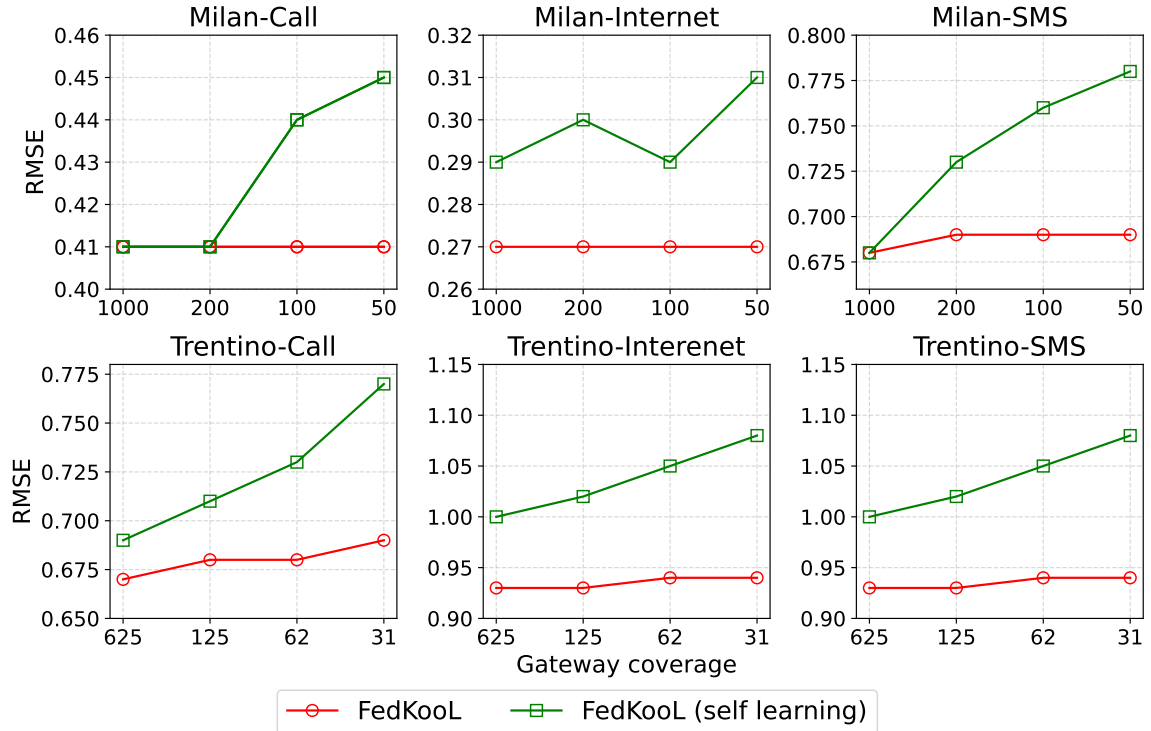 Milan-Call
Milan-Internet
Milan-SMS
RMSE
0.46
0.45
0.44
0.43
0.42
0.41
0.40
1000 200 100 50
0.32
0.31
0.30
0.29
0.28
0.27
0.26
1000 200 100 50
0.800
0.775
0.750
0.725
0.700
0.675
1000 200 100 50
Trentino-Call
Trentino-Interenet
Trentino-SMS
RMSE
0.775
0.750
0.725
0.700
0.675
0.650
625 125 62 31
1.15
1.10
1.05
1.00
0.95
0.90
625 125 62 31
1.15
1.10
1.05
1.00
0.95
0.90
625 125 62 31
Gateway coverage
FedKooL
FedKooL (self learning)